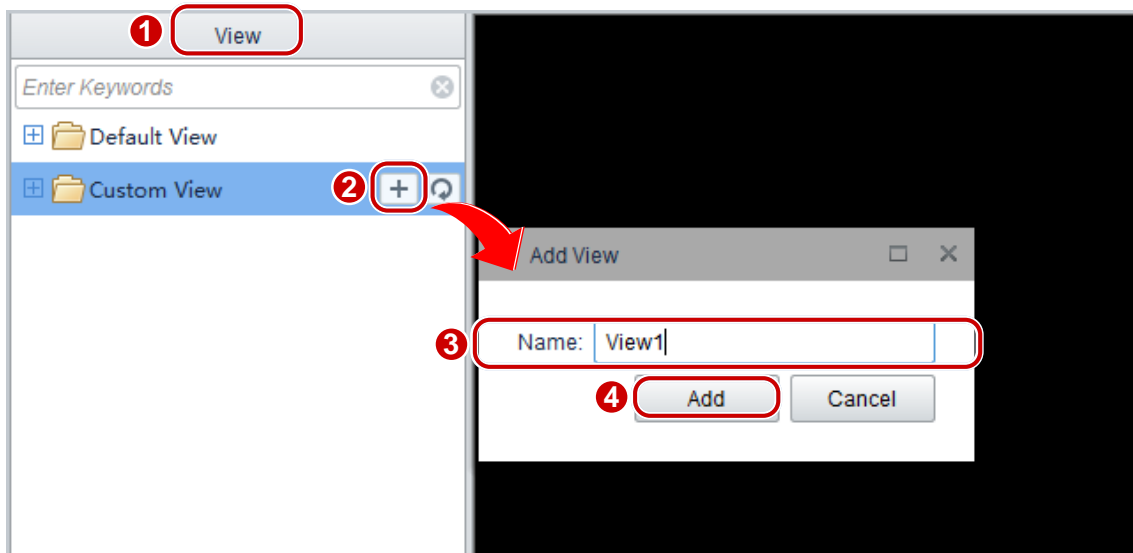 1 View
Enter Keywords
Default View
Custom View 2
Add View
3 Name: View1
4 Add Cancel